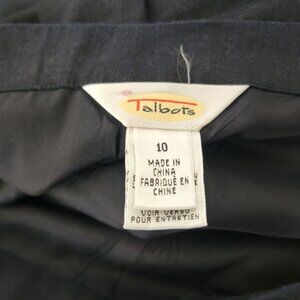 Talbots
10
MADE IN
CHINA
FABRIQUÉ EN
CHINE
VOIR VERSO
POUR ENTRETIEN